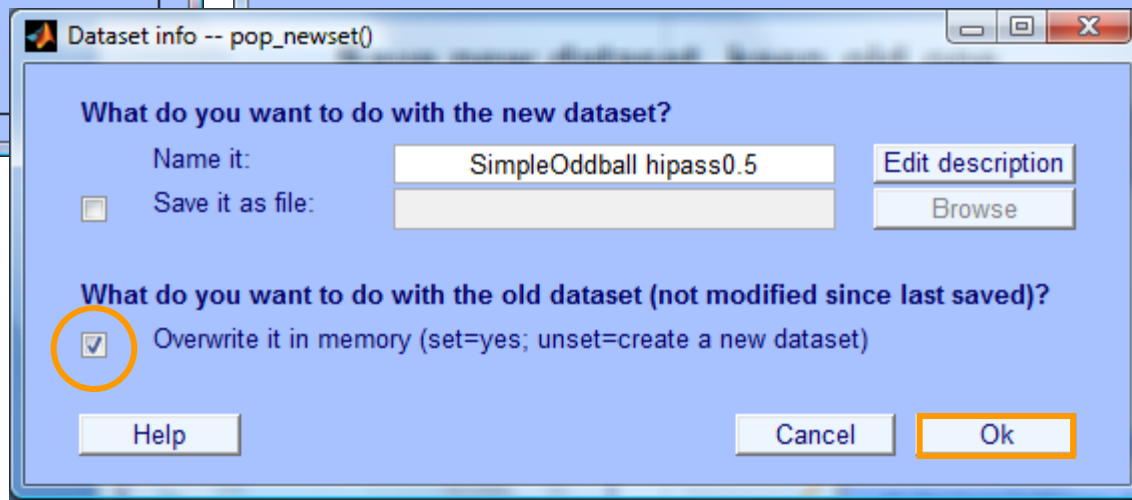 Dataset info -- pop_newset()
What do you want to do with the new dataset?
Name it: SimpleOddball hipass0.5 Edit description
Save it as file: Browse
What do you want to do with the old dataset (not modified since last saved)?
Overwrite it in memory (set=yes; unset=create a new dataset)
Help Cancel Ok